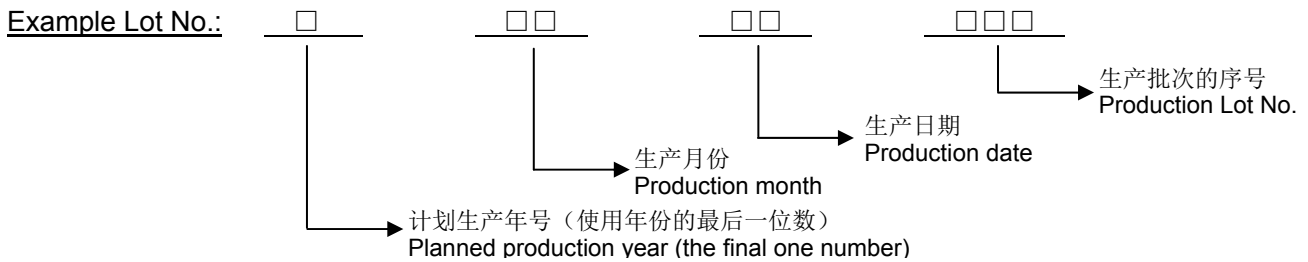 Example Lot No.: □ □□ □□ □□□
生产批次的序号
Production Lot No.
生产日期
Production date
生产月份
Production month
计划生产年号（使用年份的最后一位数）
Planned production year (the final one number)